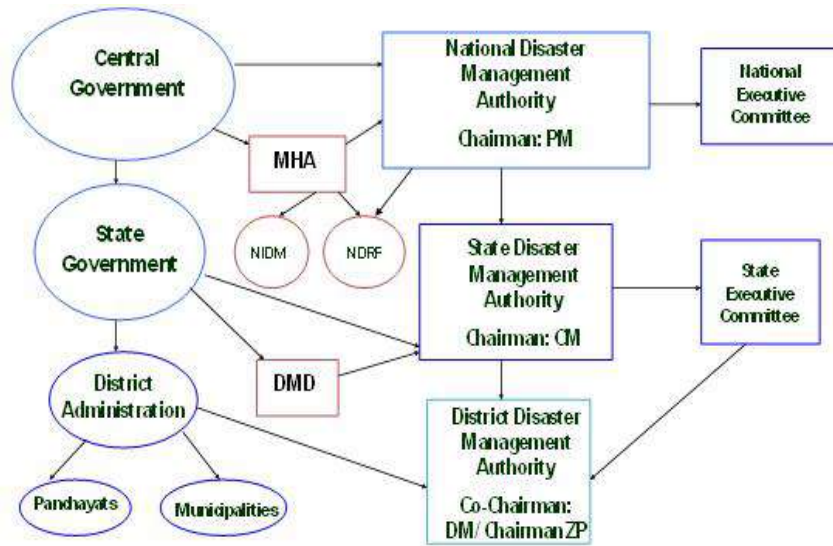 Central
Government
National Disaster
Management
Authority
Chairman: PM
National
Executive
Committee
MHA
NIDM
NDRF
State
Government
State Disaster
Management
Authority
Chairman: CM
State
Executive
Committee
DMD
District
Administration
District Disaster
Management
Authority
Co-Chairman:
DM/ Chairman ZP
Panchayats
Municipalities